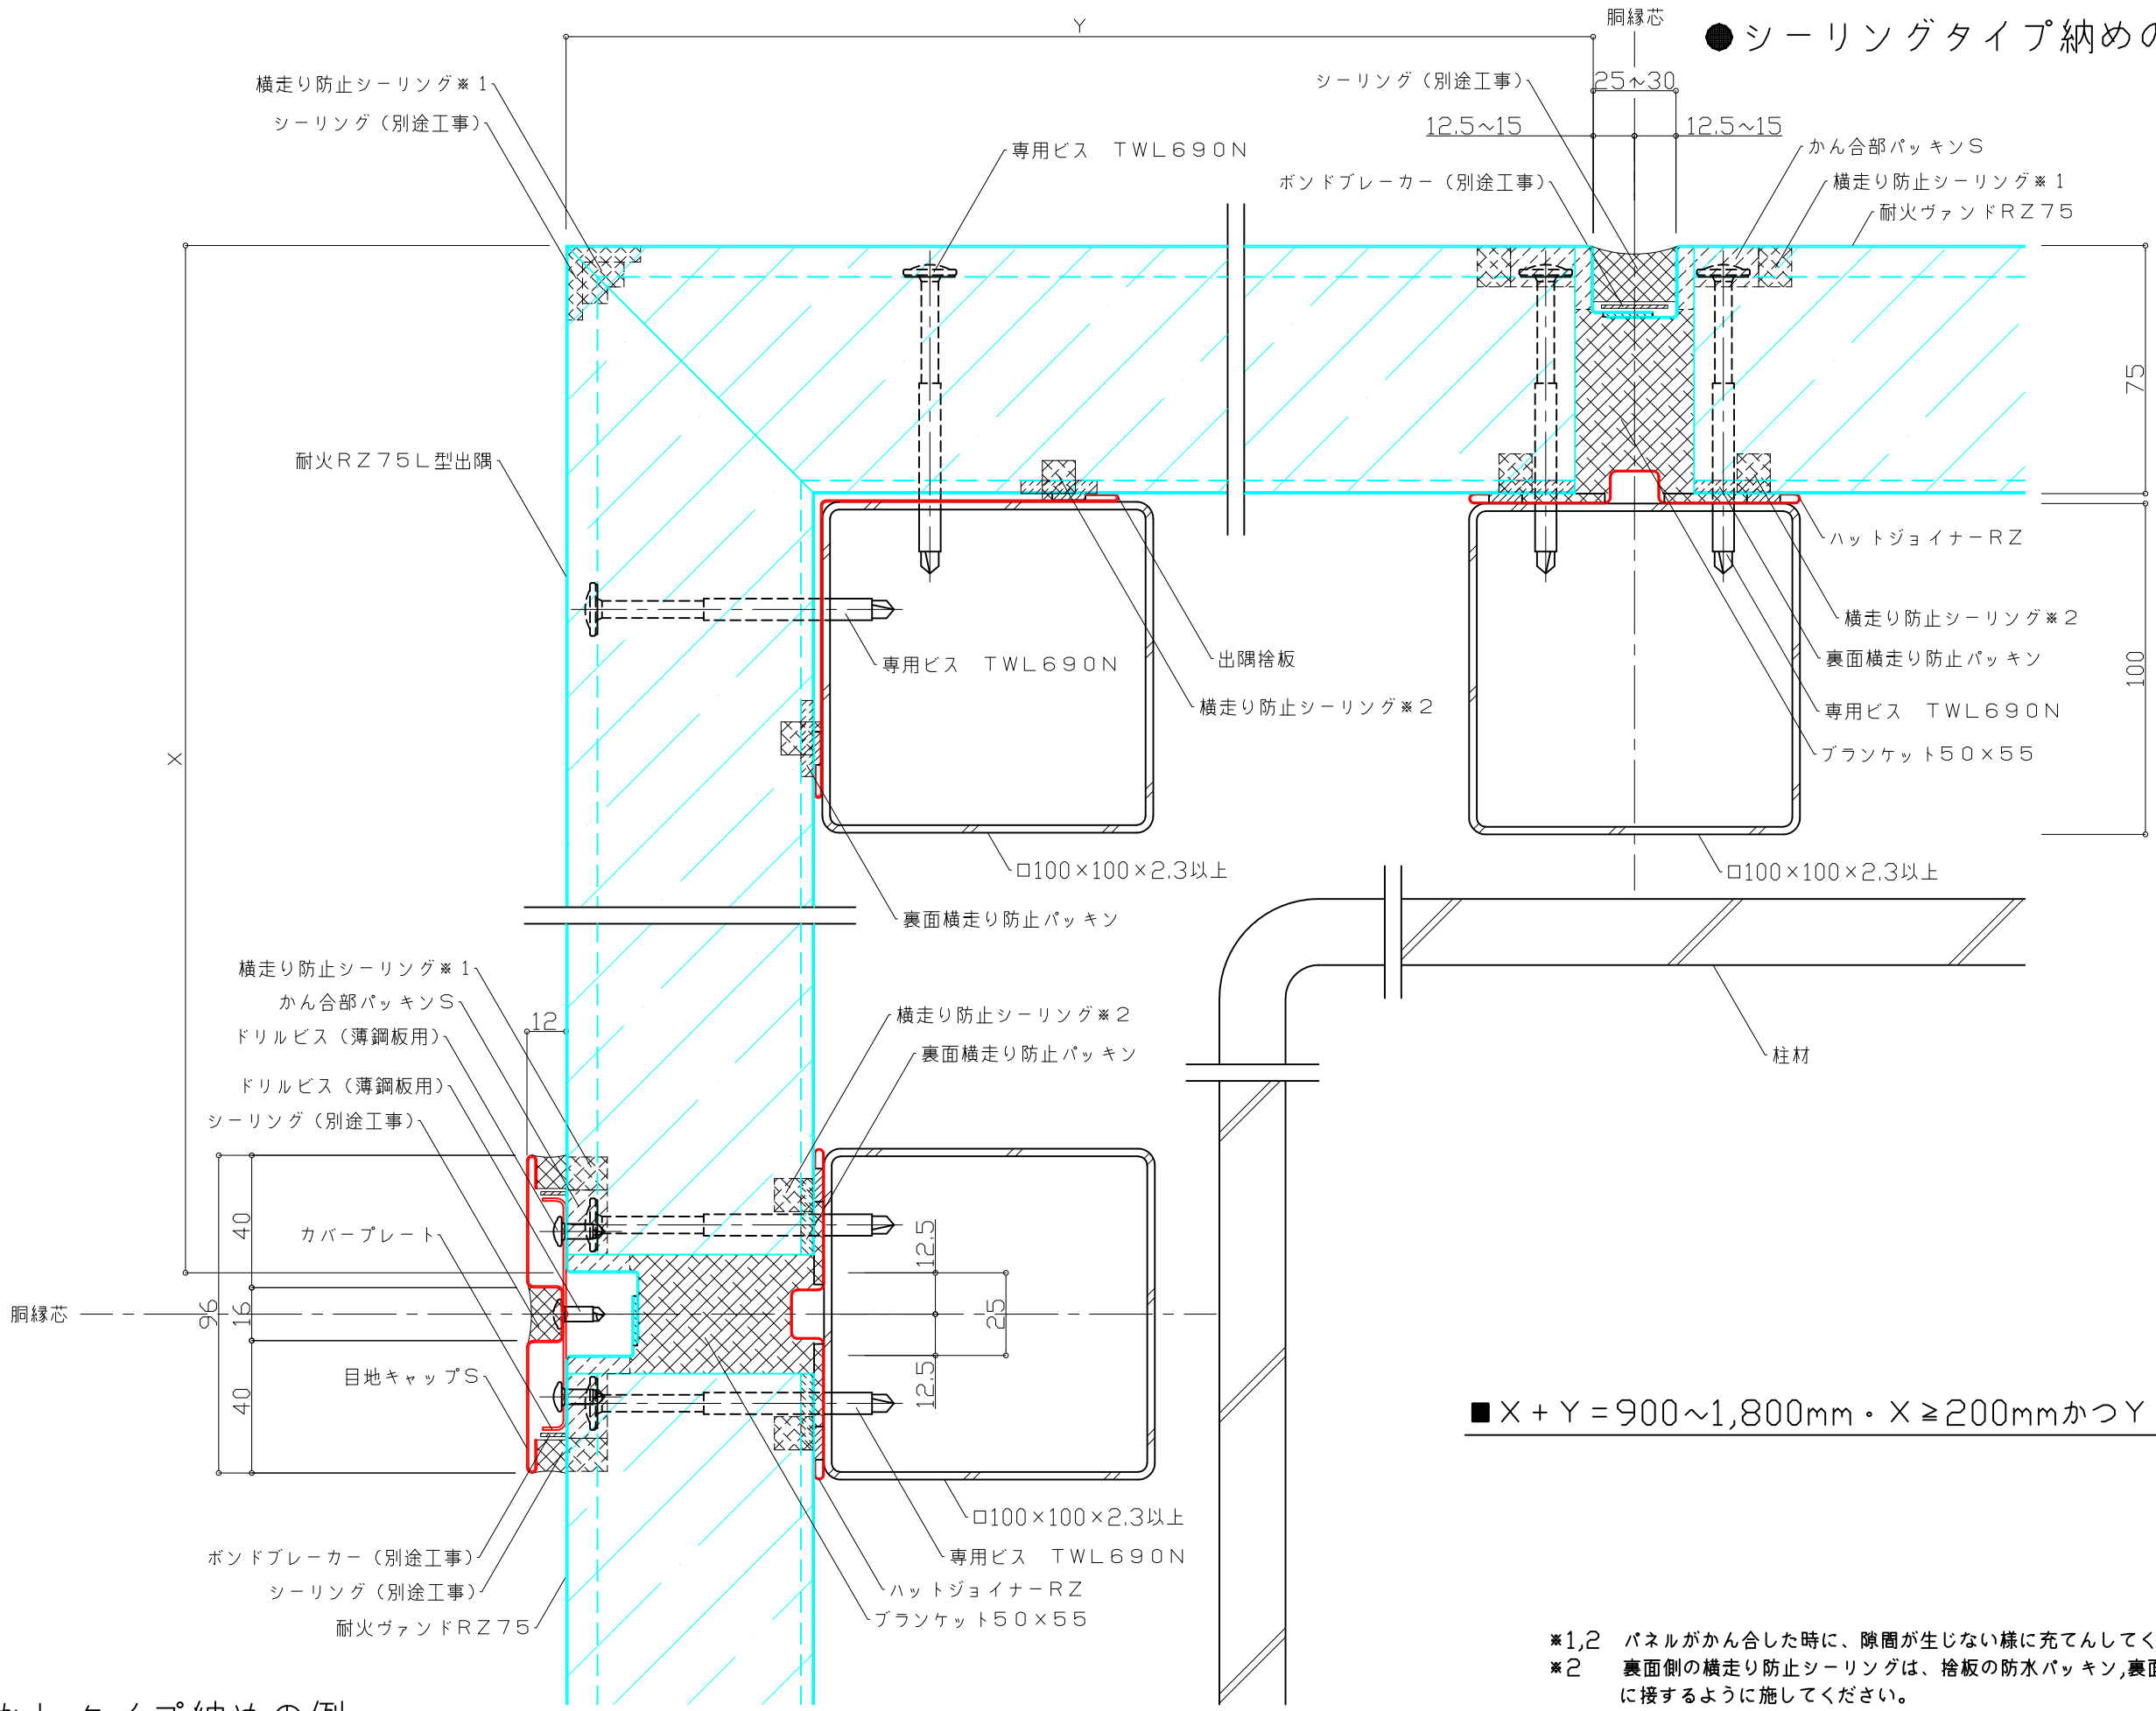 胴縁芯
●シーリングタイプ納めの
Y
横走り防止シーリング※1
シーリング（別途工事）
シーリング（別途工事）
25~30
12.5~15
12.5~15
専用ビス　TWL690N
かん合部パッキンS
ボンドブレーカー（別途工事）
横走り防止シーリング※1
耐火ヴァンドRZ75
75
耐火RZ75L型出隅
ハットジョイナーRZ
横走り防止シーリング※2
専用ビス　TWL690N
出隅捨板
裏面横走り防止パッキン
100
横走り防止シーリング※2
専用ビス　TWL690N
X
ブランケット50×55
□100×100×2.3以上
□100×100×2.3以上
裏面横走り防止パッキン
横走り防止シーリング※1
かん合部パッキンS
横走り防止シーリング※2
12
ドリルビス（薄鋼板用）
裏面横走り防止パッキン
柱材
ドリルビス（薄鋼板用）
シーリング（別途工事）
40
カバープレート
12.5
胴縁芯
96
16
25
目地キャップS
40
12.5
■X+Y=900~1,800mm・X≧200mmかつY
□100×100×2.3以上
ボンドブレーカー（別途工事）
専用ビス　TWL690N
シーリング（別途工事）
ハットジョイナーRZ
耐火ヴァンドRZ75
ブランケット50×55
※1,2　パネルがかん合した時に、隙間が生じない様に充てんしてく
※2　裏面側の横走り防止シーリングは、捨板の防水パッキン,裏面
に接するように施してください。
タイプ納めの例